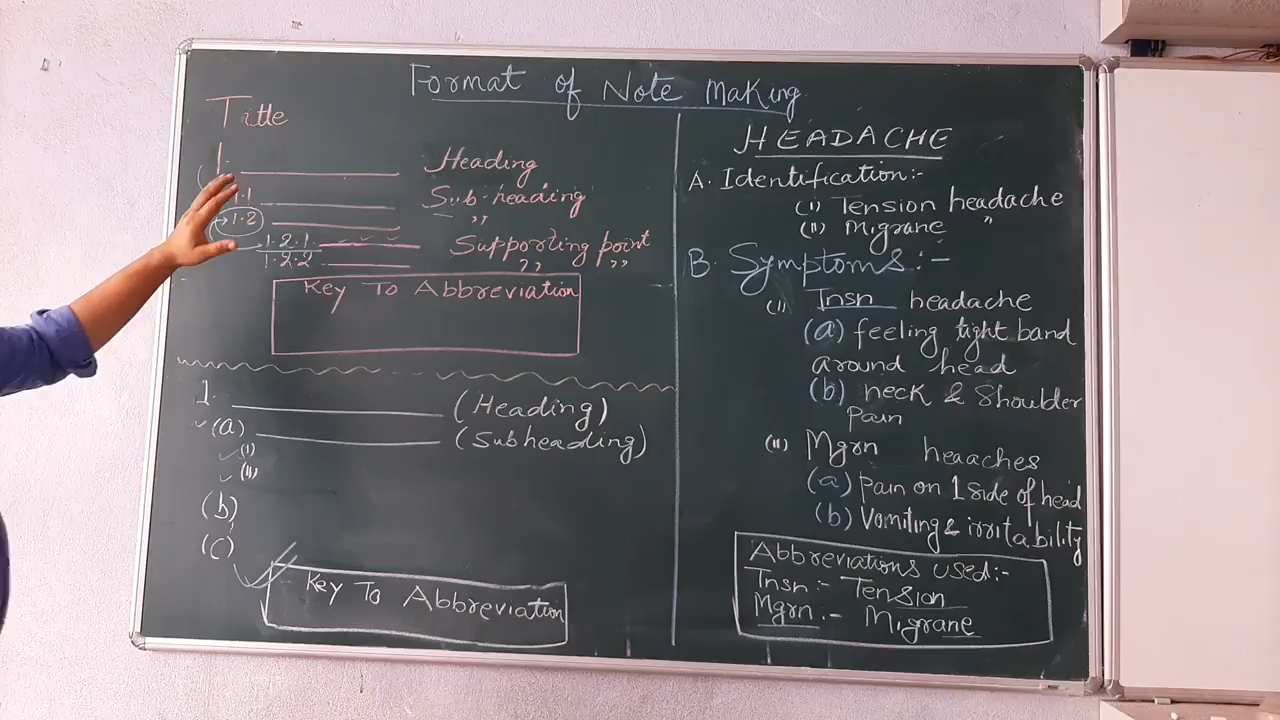 Format of Note Making
Title
1. Heading
1.1 Sub-heading
1.2 "
1.2.1 Supporting point
1.2.2 " "
Key To Abbreviation
1. (Heading)
(a) (Subheading)
(i)
(ii)
(b)
(c)
Key To Abbreviation
HEADACHE
A. Identification:-
(i) Tension headache
(ii) Migrane "
B. Symptoms:-
(i) Tnsn headache
(a) feeling tight band
around head
(b) neck & Shoulder
pain
(ii) Mgrn heaaches
(a) pain on 1 side of head
(b) Vomiting & irritability
Abbreviations used:-
Tnsn:- Tension
Mgrn:- Migrane